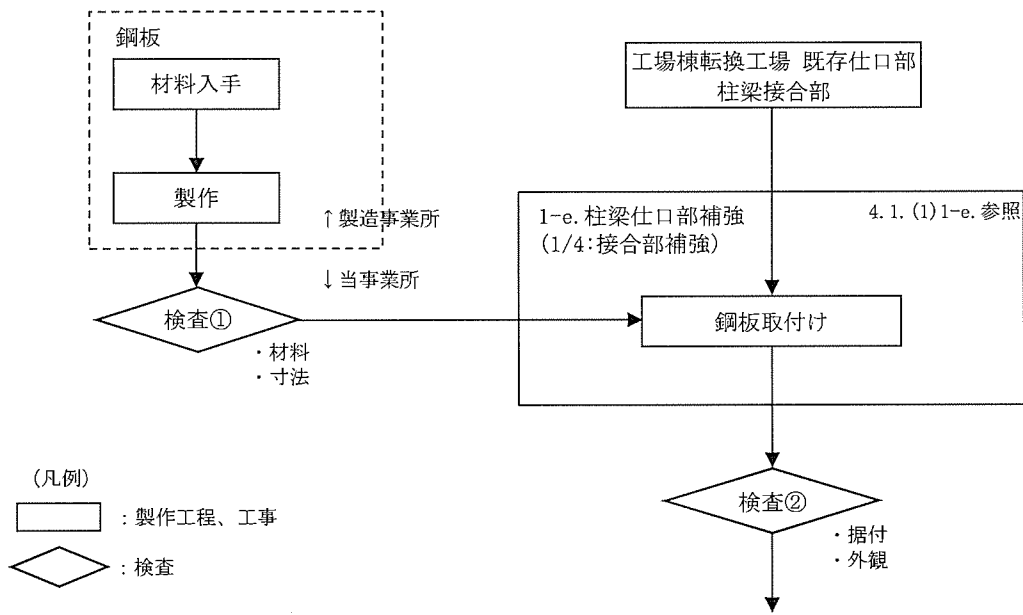 鋼板
材料入手
製作
↑製造事業所
↓当事業所
検査①
・材料
・寸法
工場棟転換工場 既存仕口部
柱梁接合部
1-e.柱梁仕口部補強
(1/4:接合部補強)
4.1.(1)1-e.参照
鋼板取付け
検査②
・据付
・外観
(凡例)
：製作工程、工事
：検査